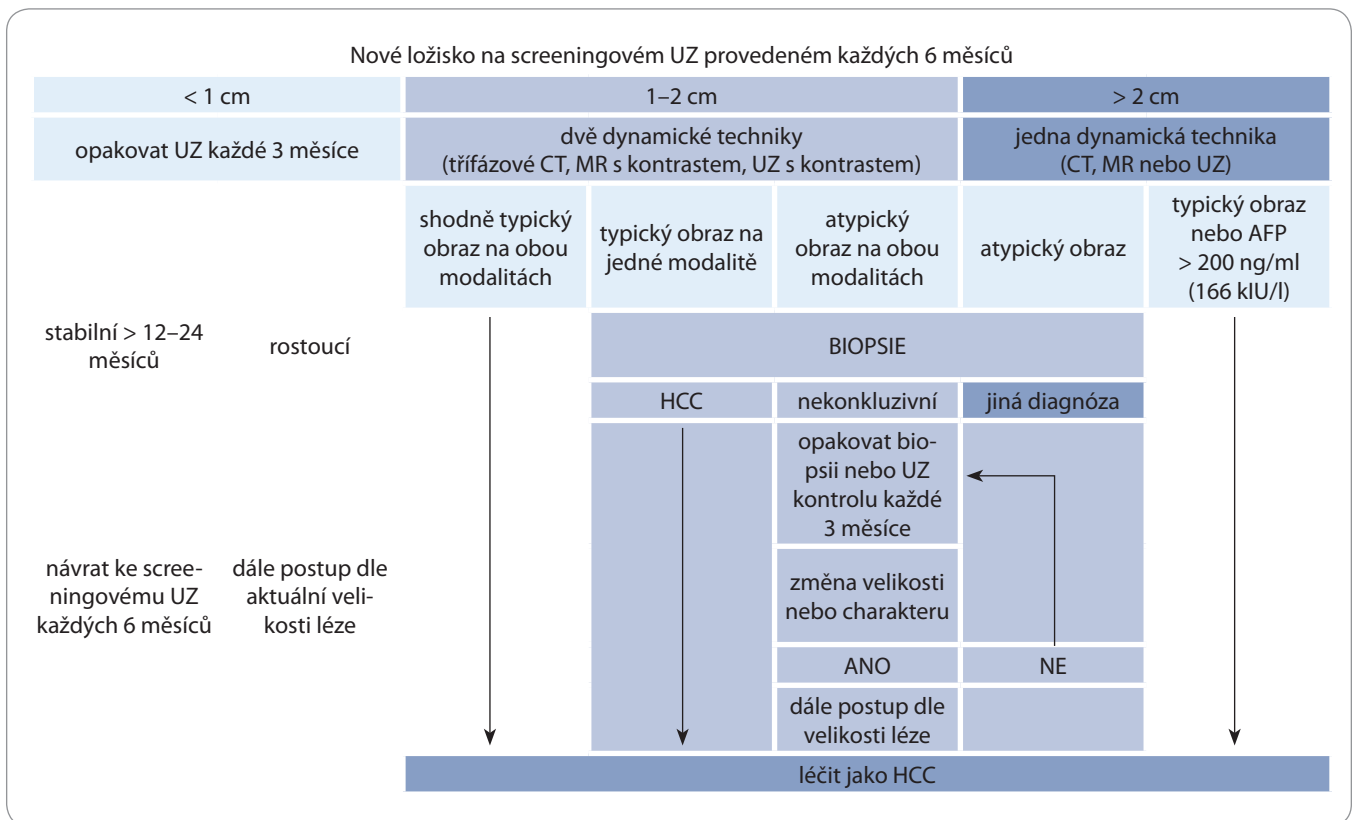 Nové ložisko na screeningovém UZ provedeném každých 6 měsíců
< 1 cm
1–2 cm
> 2 cm
opakovat UZ každé 3 měsíce
dvě dynamické techniky
(třífázové CT, MR s kontrastem, UZ s kontrastem)
jedna dynamická technika
(CT, MR nebo UZ)
shodně typický
obraz na obou
modalitách
typický obraz na
jedné modalitě
atypický
obraz na obou
modalitách
atypický obraz
typický obraz
nebo AFP
> 200 ng/ml
(166 kIU/l)
stabilní > 12–24
měsíců
rostoucí
BIOPSIE
HCC
nekonkluzivní
jiná diagnóza
opakovat bio-
psii nebo UZ
kontrolu každé
3 měsíce
návrat ke scree-
ningovému UZ
každých 6 měsíců
dále postup dle
aktuální veli-
kosti léze
změna velikosti
nebo charakteru
ANO
NE
dále postup dle
velikosti léze
léčit jako HCC